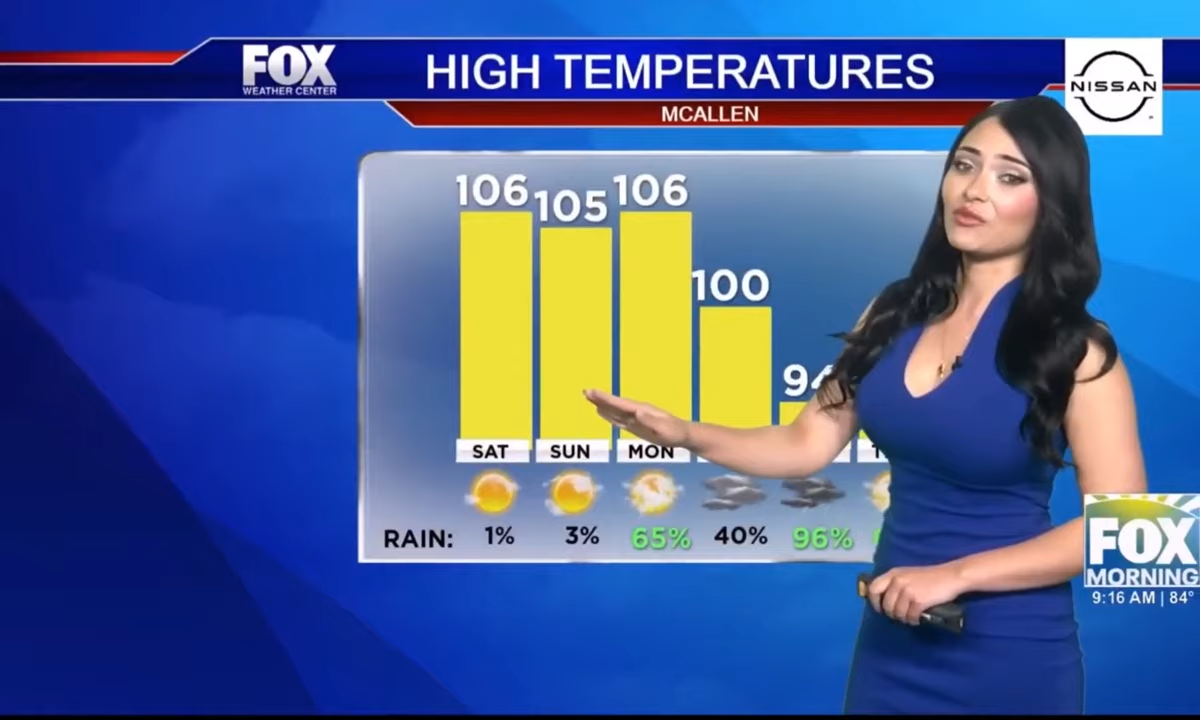 FOX
WEATHER CENTER
HIGH TEMPERATURES
MCALLEN
NISSAN
106 105 106
100
94
SAT SUN MON
RAIN: 1% 3% 65% 40% 96%
FOX
MORNING
9:16 AM | 84°